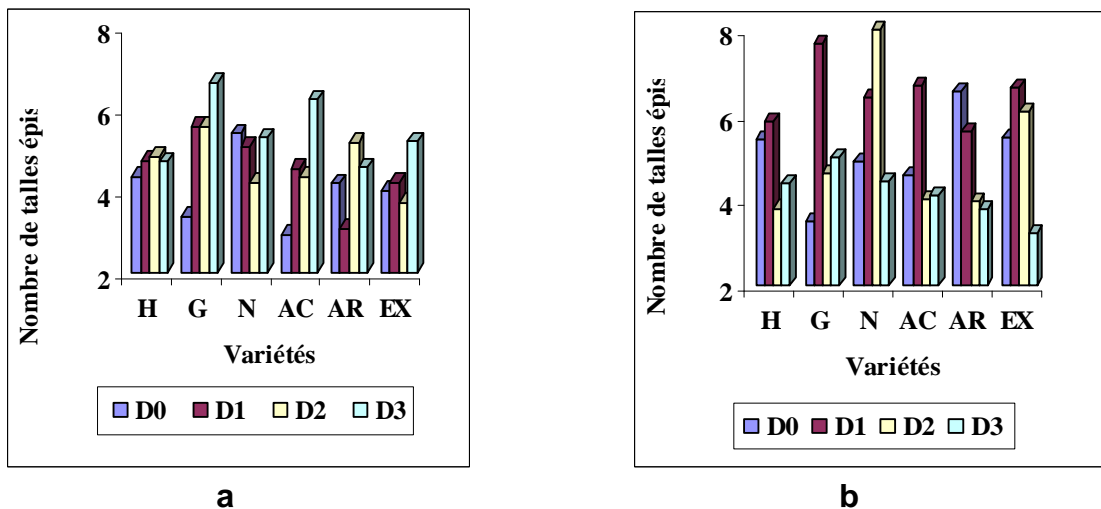 Nombre de talles épis
8
6
4
2
H G N AC AR EX
Variétés
D0 D1 D2 D3
a
Nombre de talles épis
8
6
4
2
H G N AC AR EX
Variétés
D0 D1 D2 D3
b